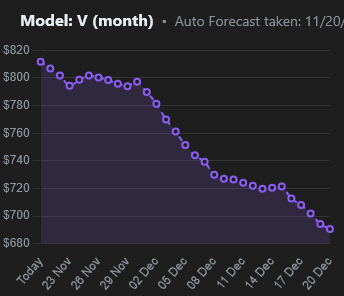 Model: V (month) • Auto Forecast taken: 11/20/
$820
$800
$780
$760
$740
$720
$700
$680
Today
23 Nov
26 Nov
29 Nov
02 Dec
05 Dec
08 Dec
11 Dec
14 Dec
17 Dec
20 Dec